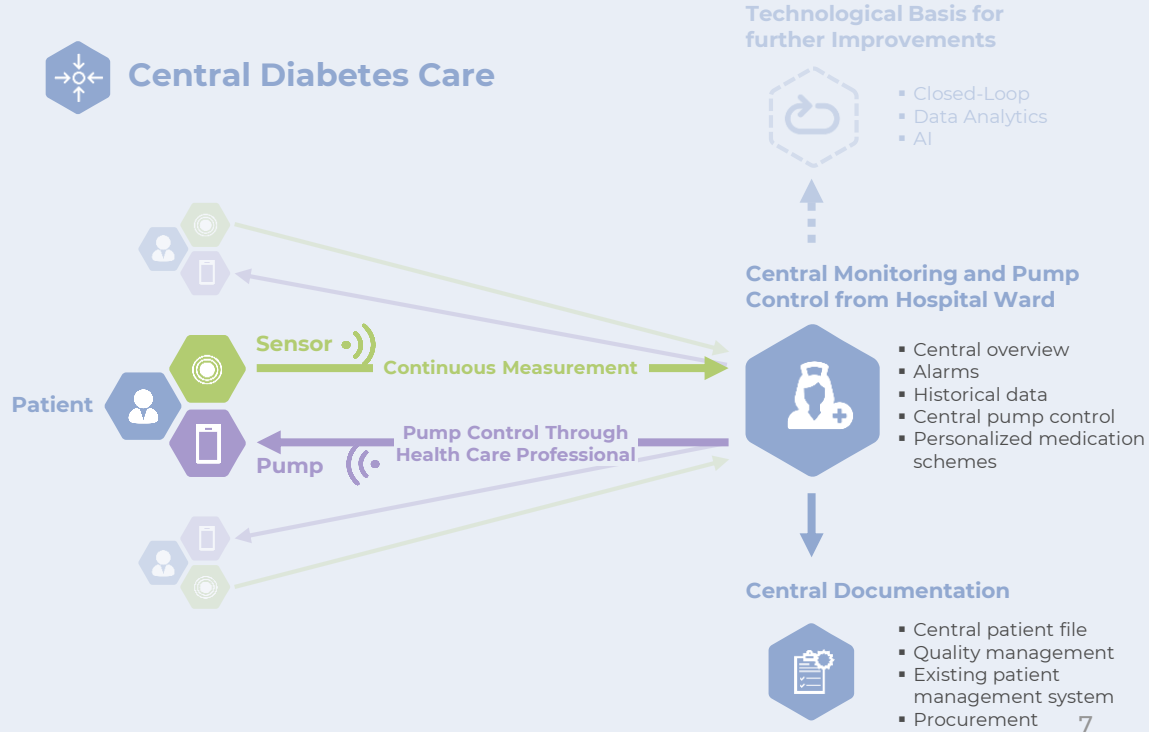 Technological Basis for
further Improvements
Central Diabetes Care
▪ Closed-Loop
▪ Data Analytics
▪ AI
Central Monitoring and Pump
Control from Hospital Ward
Sensor
Continuous Measurement
▪ Central overview
▪ Alarms
▪ Historical data
▪ Central pump control
▪ Personalized medication
schemes
Patient
Pump Control Through
Health Care Professional
Pump
Central Documentation
▪ Central patient file
▪ Quality management
▪ Existing patient
management system
▪ Procurement
7